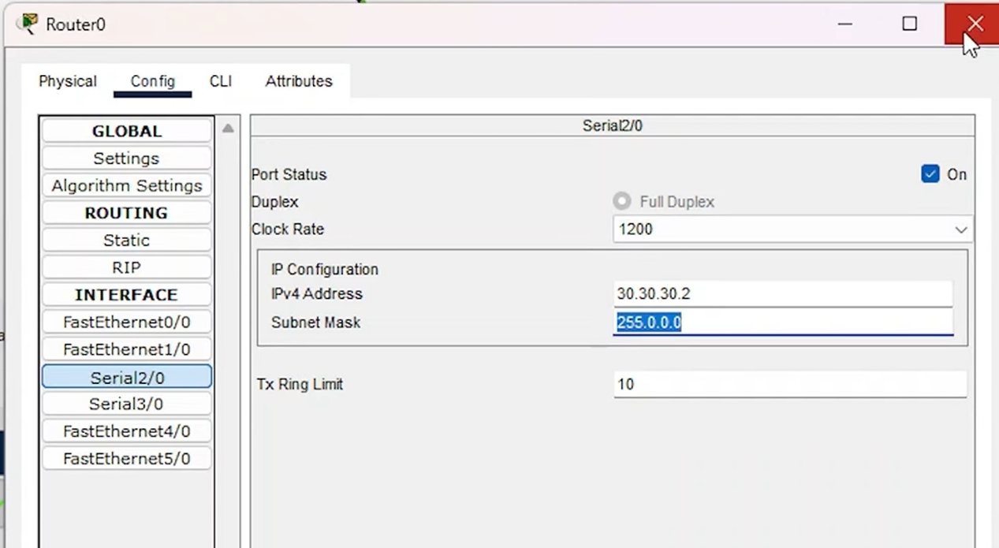 Router0
Physical Config CLI Attributes
GLOBAL
Settings
Algorithm Settings
ROUTING
Static
RIP
INTERFACE
FastEthernet0/0
FastEthernet1/0
Serial2/0
Serial3/0
FastEthernet4/0
FastEthernet5/0
Serial2/0
Port Status On
Duplex Full Duplex
Clock Rate 1200
IP Configuration
IPv4 Address 30.30.30.2
Subnet Mask 255.0.0.0
Tx Ring Limit 10